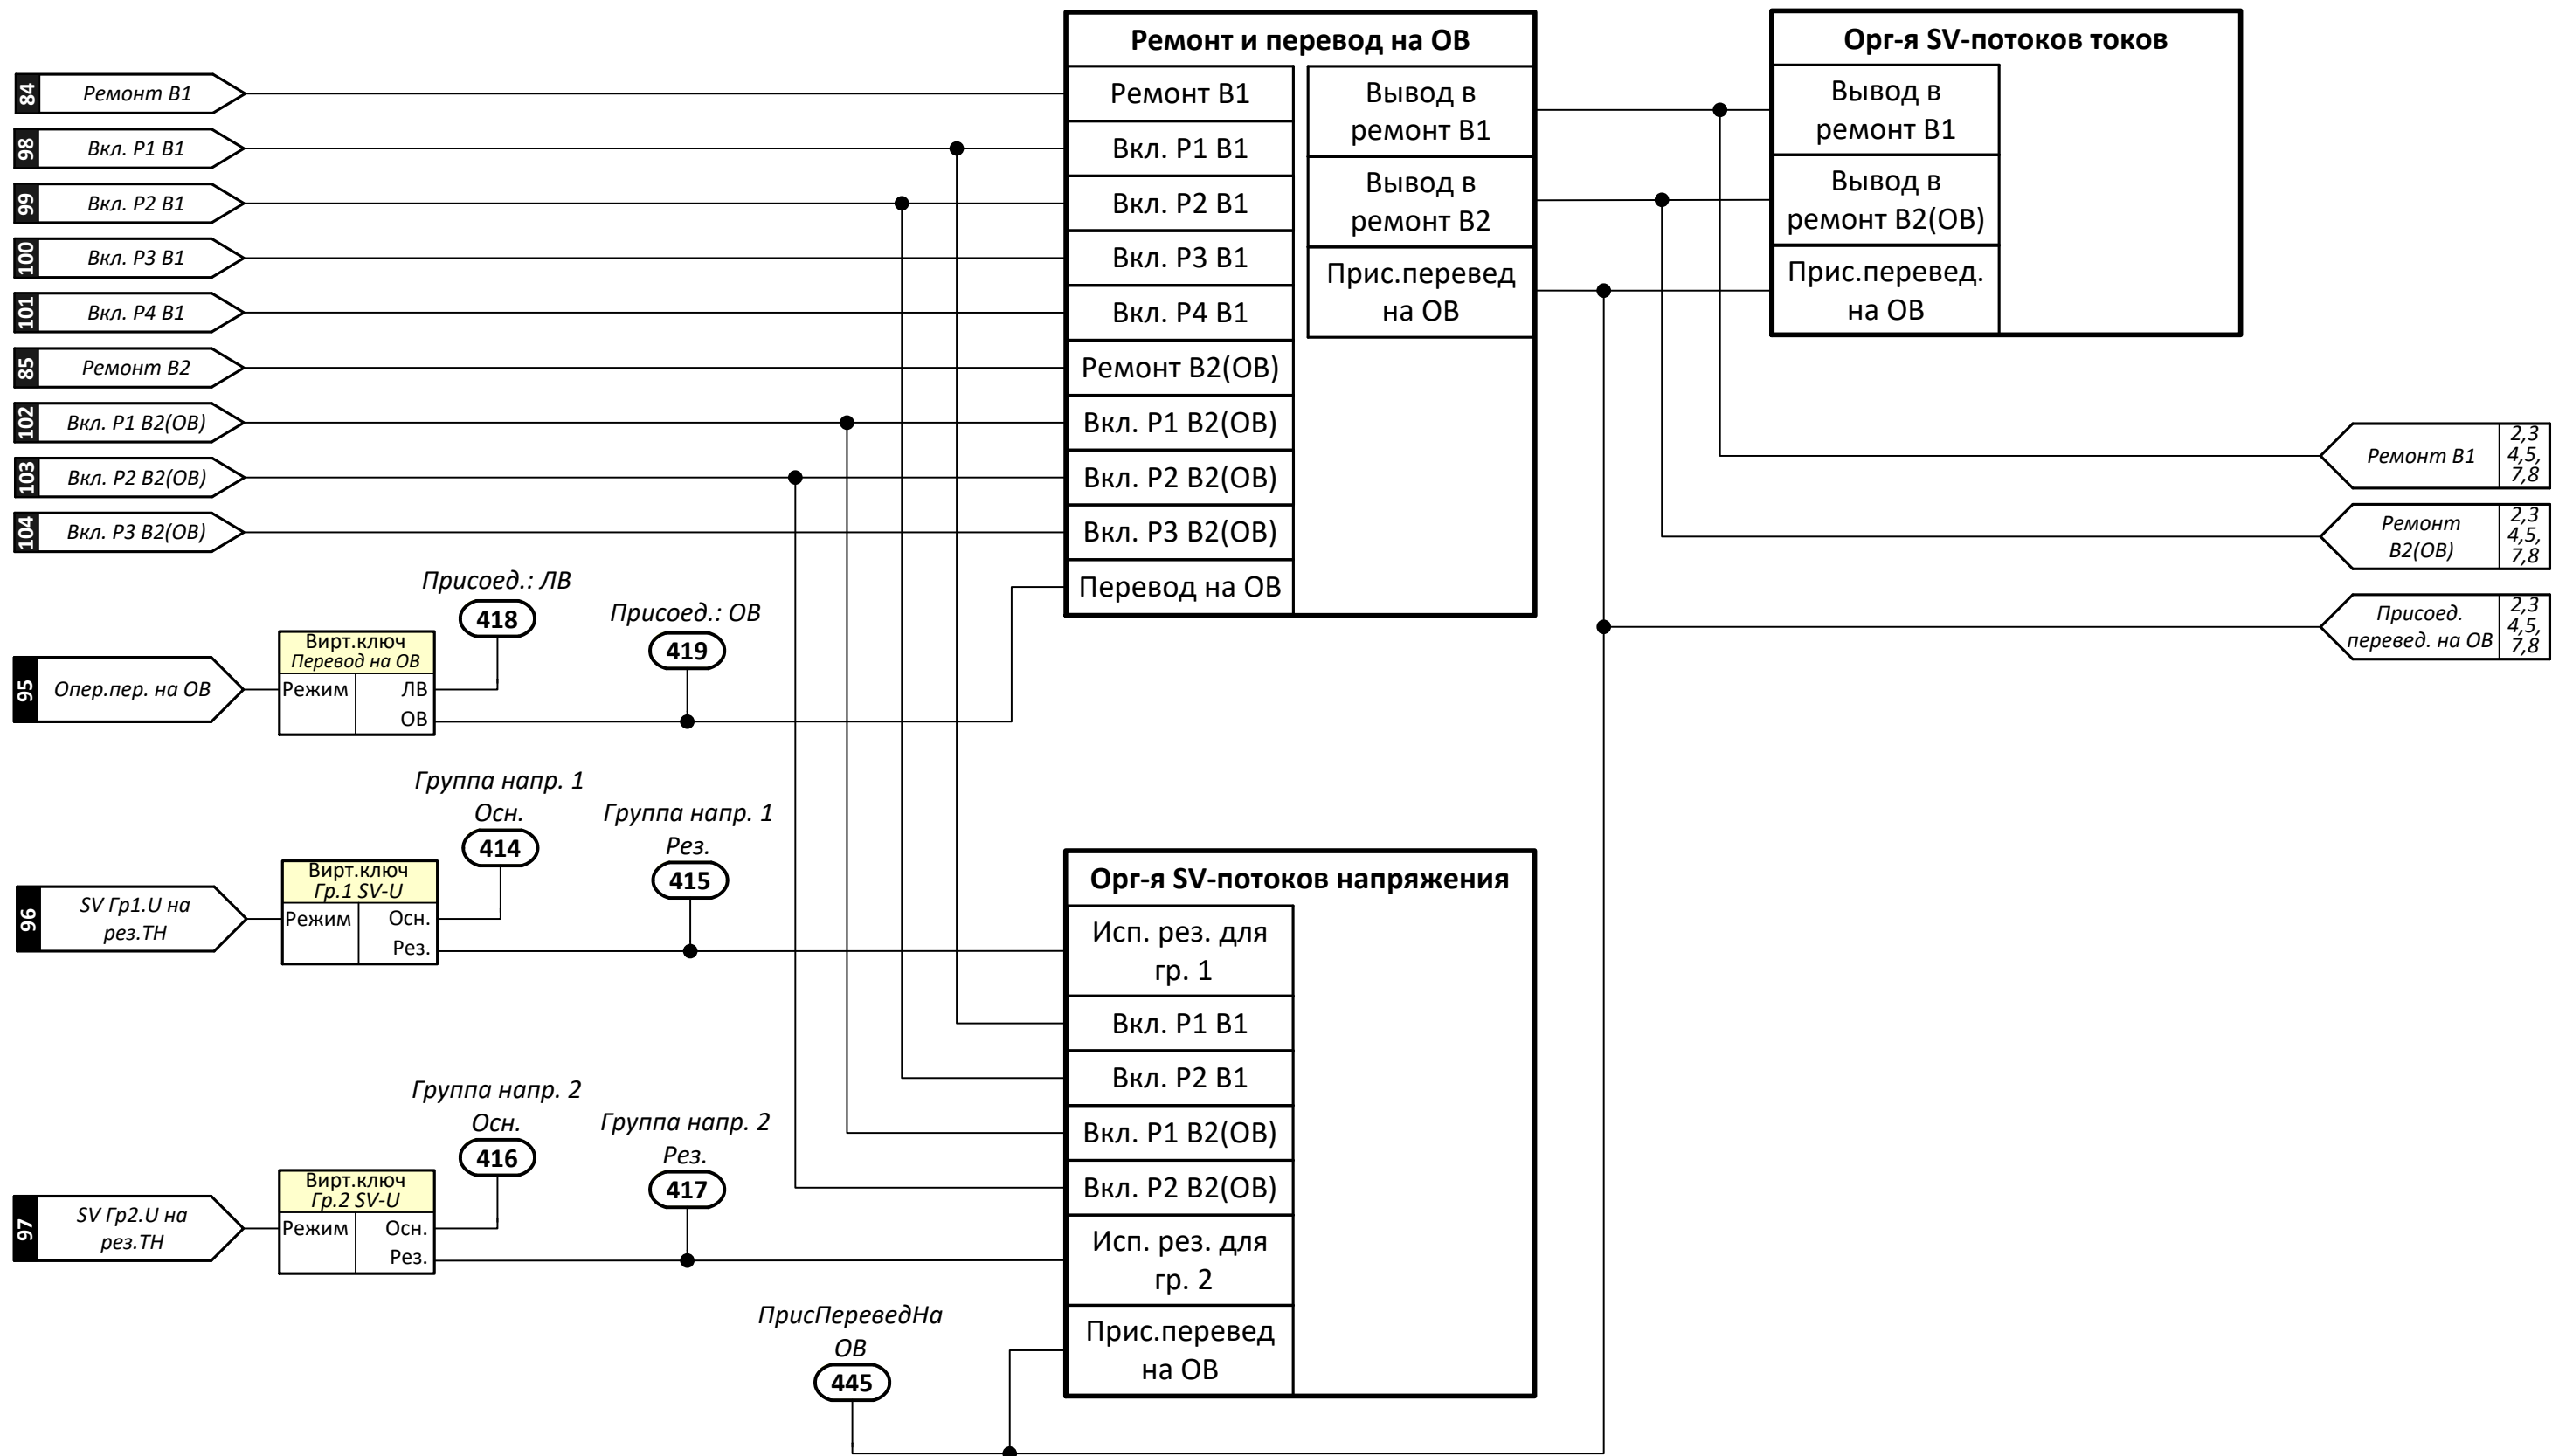 Ремонт и перевод на ОВ
Орг-я SV-потоков токов
84
Ремонт В1
98
Вкл. Р1 В1
99
Вкл. Р2 В1
100
Вкл. Р3 В1
101
Вкл. Р4 В1
85
Ремонт В2
102
Вкл. Р1 В2(ОВ)
103
Вкл. Р2 В2(ОВ)
104
Вкл. Р3 В2(ОВ)
Ремонт В1
Вкл. Р1 В1
Вкл. Р2 В1
Вкл. Р3 В1
Вкл. Р4 В1
Ремонт В2(ОВ)
Вкл. Р1 В2(ОВ)
Вкл. Р2 В2(ОВ)
Вкл. Р3 В2(ОВ)
Перевод на ОВ
Вывод в
ремонт В1
Вывод в
ремонт В2
Прис.перевед
на ОВ
Вывод в
ремонт В1
Вывод в
ремонт В2(ОВ)
Прис.перевед.
на ОВ
Ремонт В1
2,3
4,5,
7,8
Ремонт
В2(ОВ)
2,3
4,5,
7,8
Присоед.
перевед. на ОВ
2,3
4,5,
7,8
Присоед.: ЛВ
418
Присоед.: ОВ
419
95
Опер.пер. на ОВ
Вирт.ключ
Перевод на ОВ
Режим
ЛВ
ОВ
Группа напр. 1
Осн.
414
Группа напр. 1
Рез.
415
96
SV Гр1.U на
рез.ТН
Вирт.ключ
Гр.1 SV-U
Режим
Осн.
Рез.
Группа напр. 2
Осн.
416
Группа напр. 2
Рез.
417
97
SV Гр2.U на
рез.ТН
Вирт.ключ
Гр.2 SV-U
Режим
Осн.
Рез.
Орг-я SV-потоков напряжения
Исп. рез. для
гр. 1
Вкл. Р1 В1
Вкл. Р2 В1
Вкл. Р1 В2(ОВ)
Вкл. Р2 В2(ОВ)
Исп. рез. для
гр. 2
Прис.перевед
на ОВ
ПрисПереведНа
ОВ
445